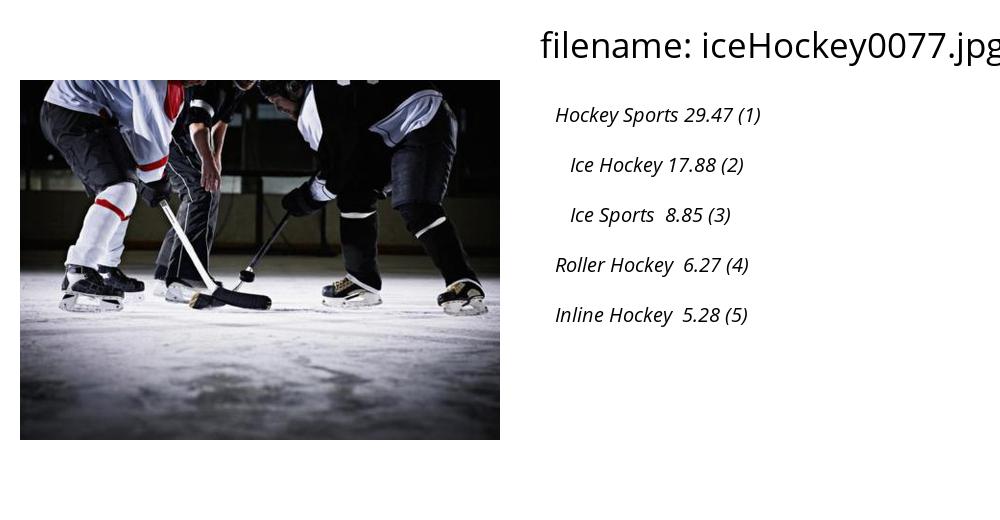 filename: iceHockey0077.jpg
Hockey Sports 29.47 (1)
Ice Hockey 17.88 (2)
Ice Sports 8.85 (3)
Roller Hockey 6.27 (4)
Inline Hockey 5.28 (5)